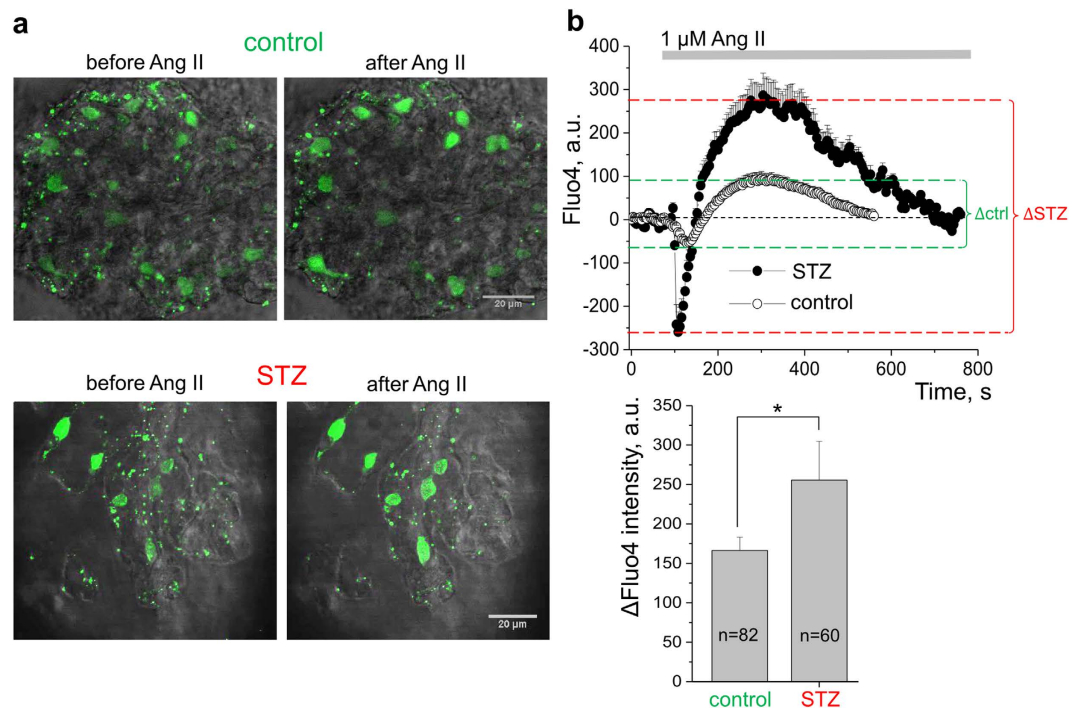 a
control
before Ang II
after Ang II
20 µm
STZ
before Ang II
after Ang II
20 µm
b
1 µM Ang II
400
300
200
100
0
-100
-200
-300
Fluo4, a.u.
Δctrl
ΔSTZ
STZ
control
0
200
400
600
800
Time, s
350
300
250
200
150
100
50
0
ΔFluo4 intensity, a.u.
*
n=82
n=60
control
STZ